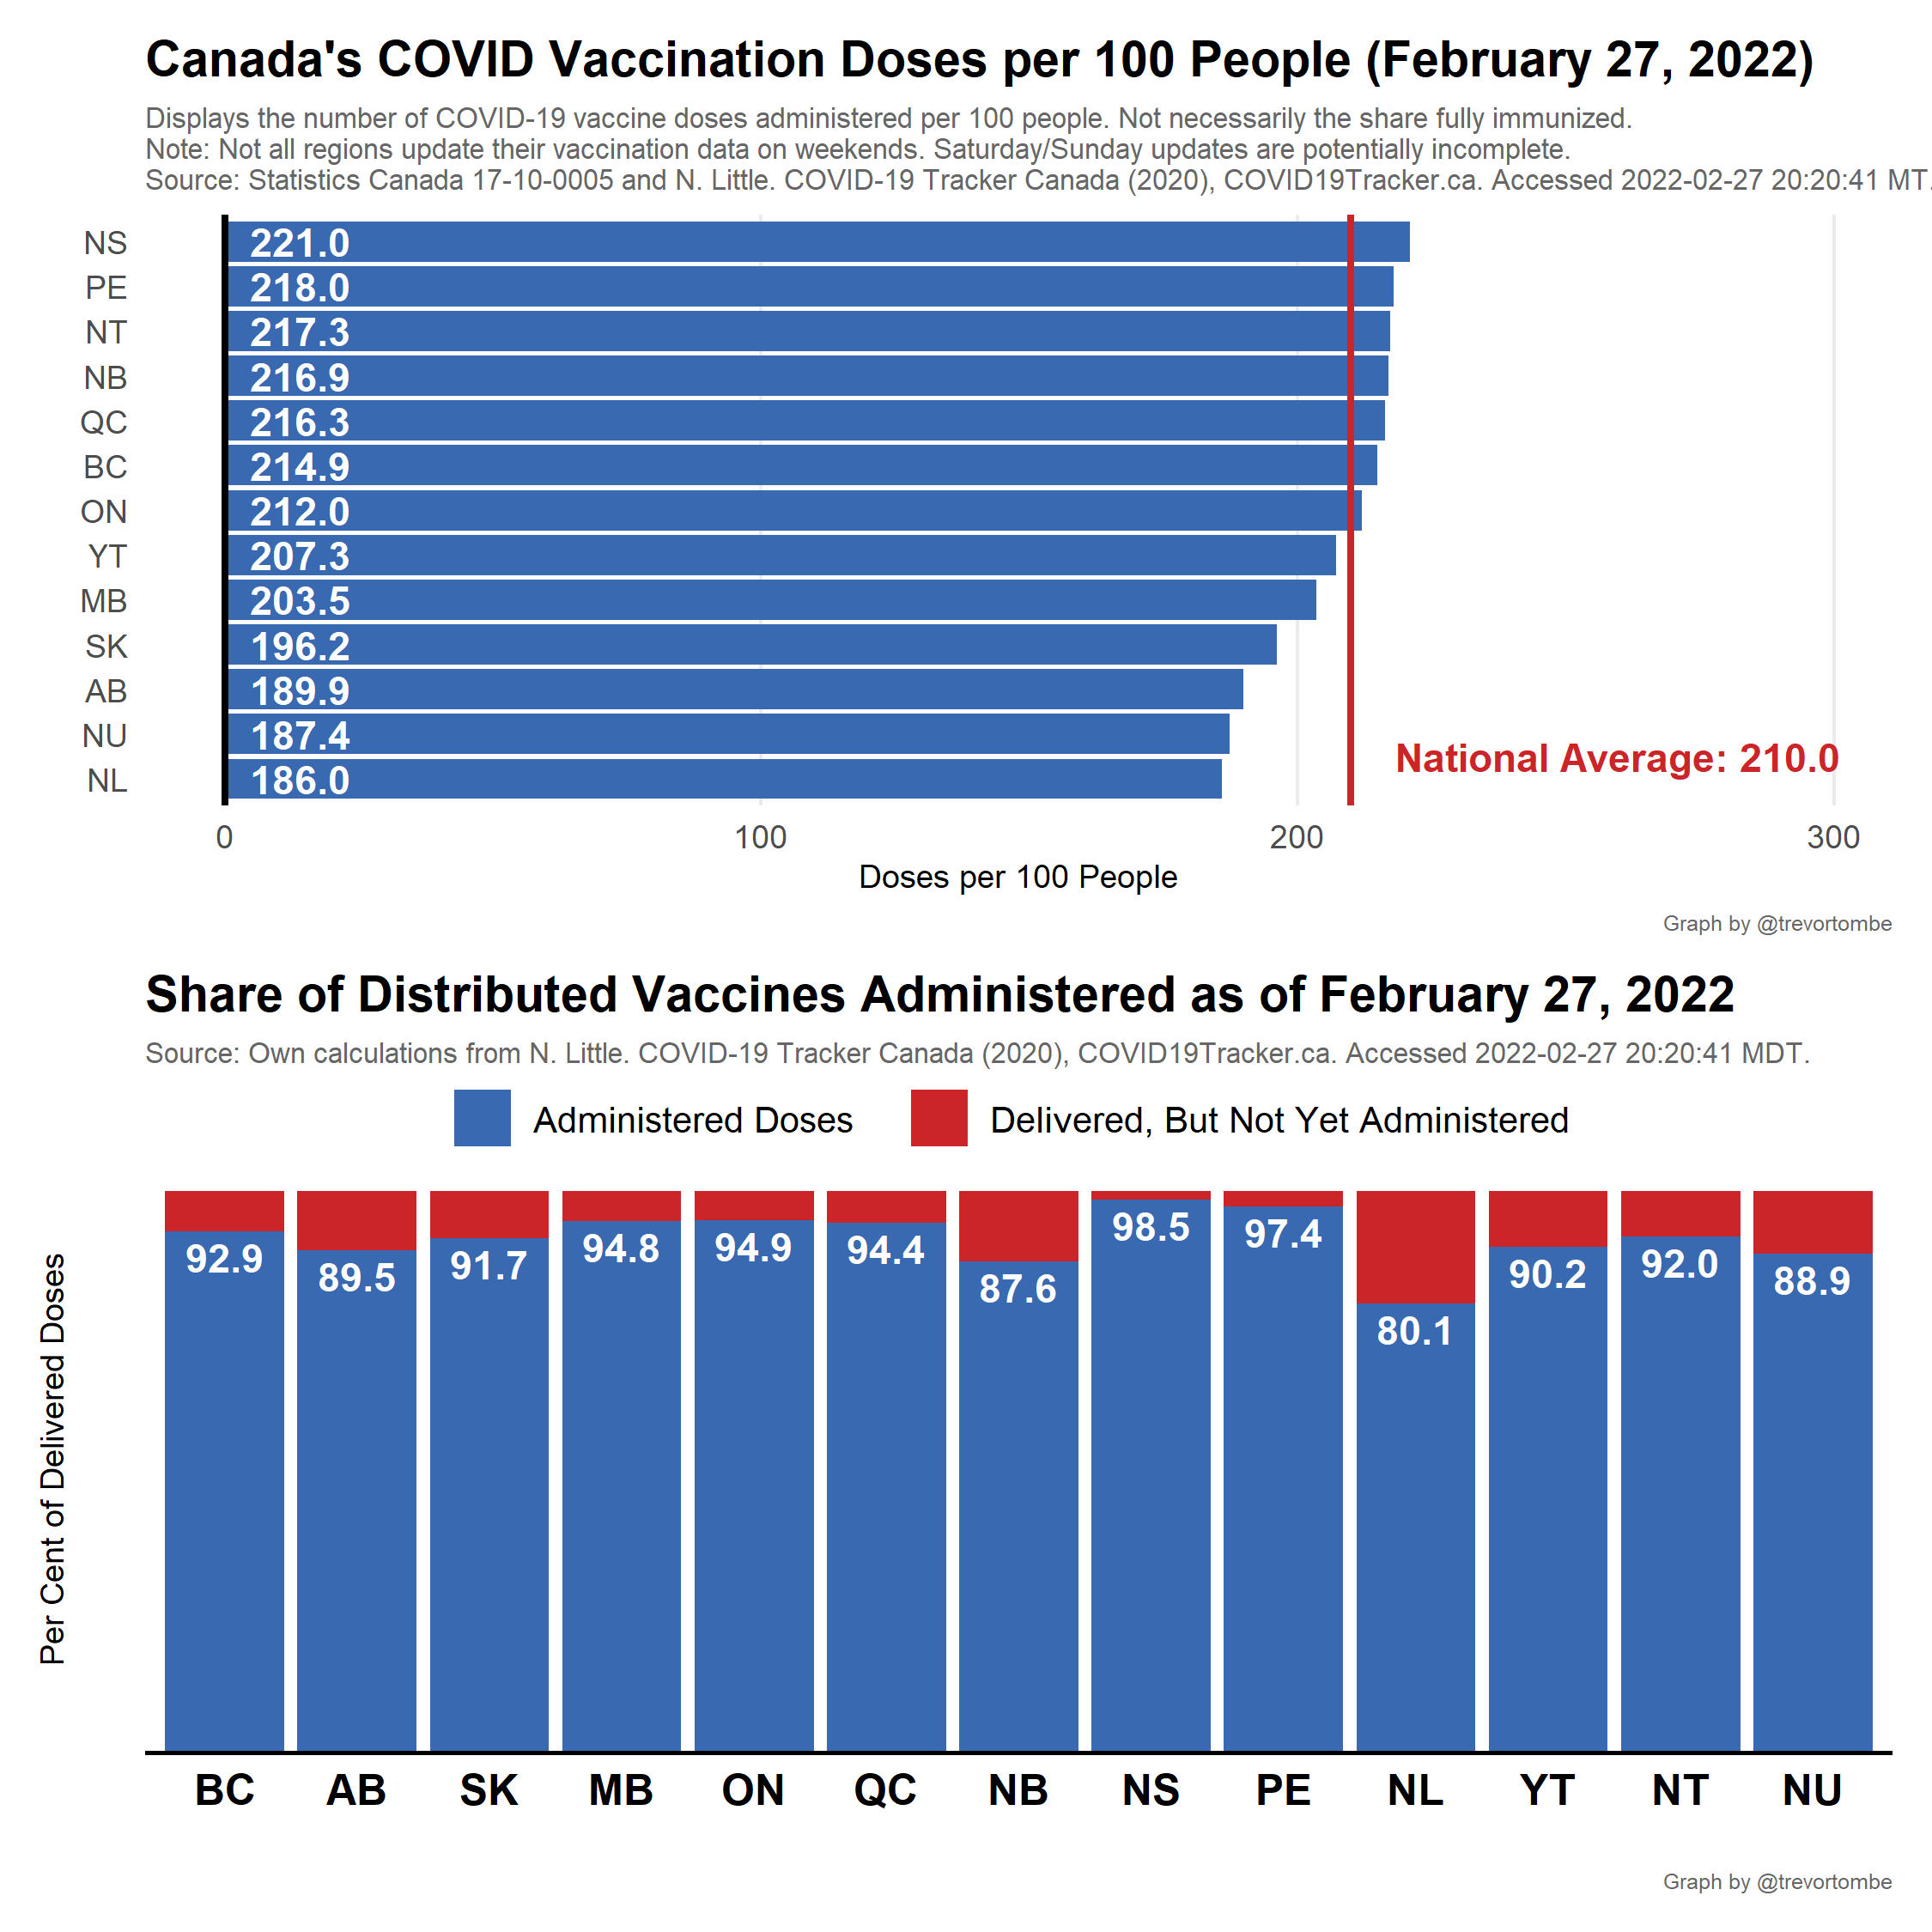 Canada's COVID Vaccination Doses per 100 People (February 27, 2022)
Displays the number of COVID-19 vaccine doses administered per 100 people. Not necessarily the share fully immunized.
Note: Not all regions update their vaccination data on weekends. Saturday/Sunday updates are potentially incomplete.
Source: Statistics Canada 17-10-0005 and N. Little. COVID-19 Tracker Canada (2020), COVID19Tracker.ca. Accessed 2022-02-27 20:20:41 MT.
NS 221.0
PE 218.0
NT 217.3
NB 216.9
QC 216.3
BC 214.9
ON 212.0
YT 207.3
MB 203.5
SK 196.2
AB 189.9
NU 187.4
National Average: 210.0
NL 186.0
0 100 200 300
Doses per 100 People
Graph by @trevortombe
Share of Distributed Vaccines Administered as of February 27, 2022
Source: Own calculations from N. Little. COVID-19 Tracker Canada (2020), COVID19Tracker.ca. Accessed 2022-02-27 20:20:41 MDT.
Administered Doses Delivered, But Not Yet Administered
Per Cent of Delivered Doses
92.9 89.5 91.7 94.8 94.9 94.4 87.6 98.5 97.4 80.1 90.2 92.0 88.9
BC AB SK MB ON QC NB NS PE NL YT NT NU
Graph by @trevortombe